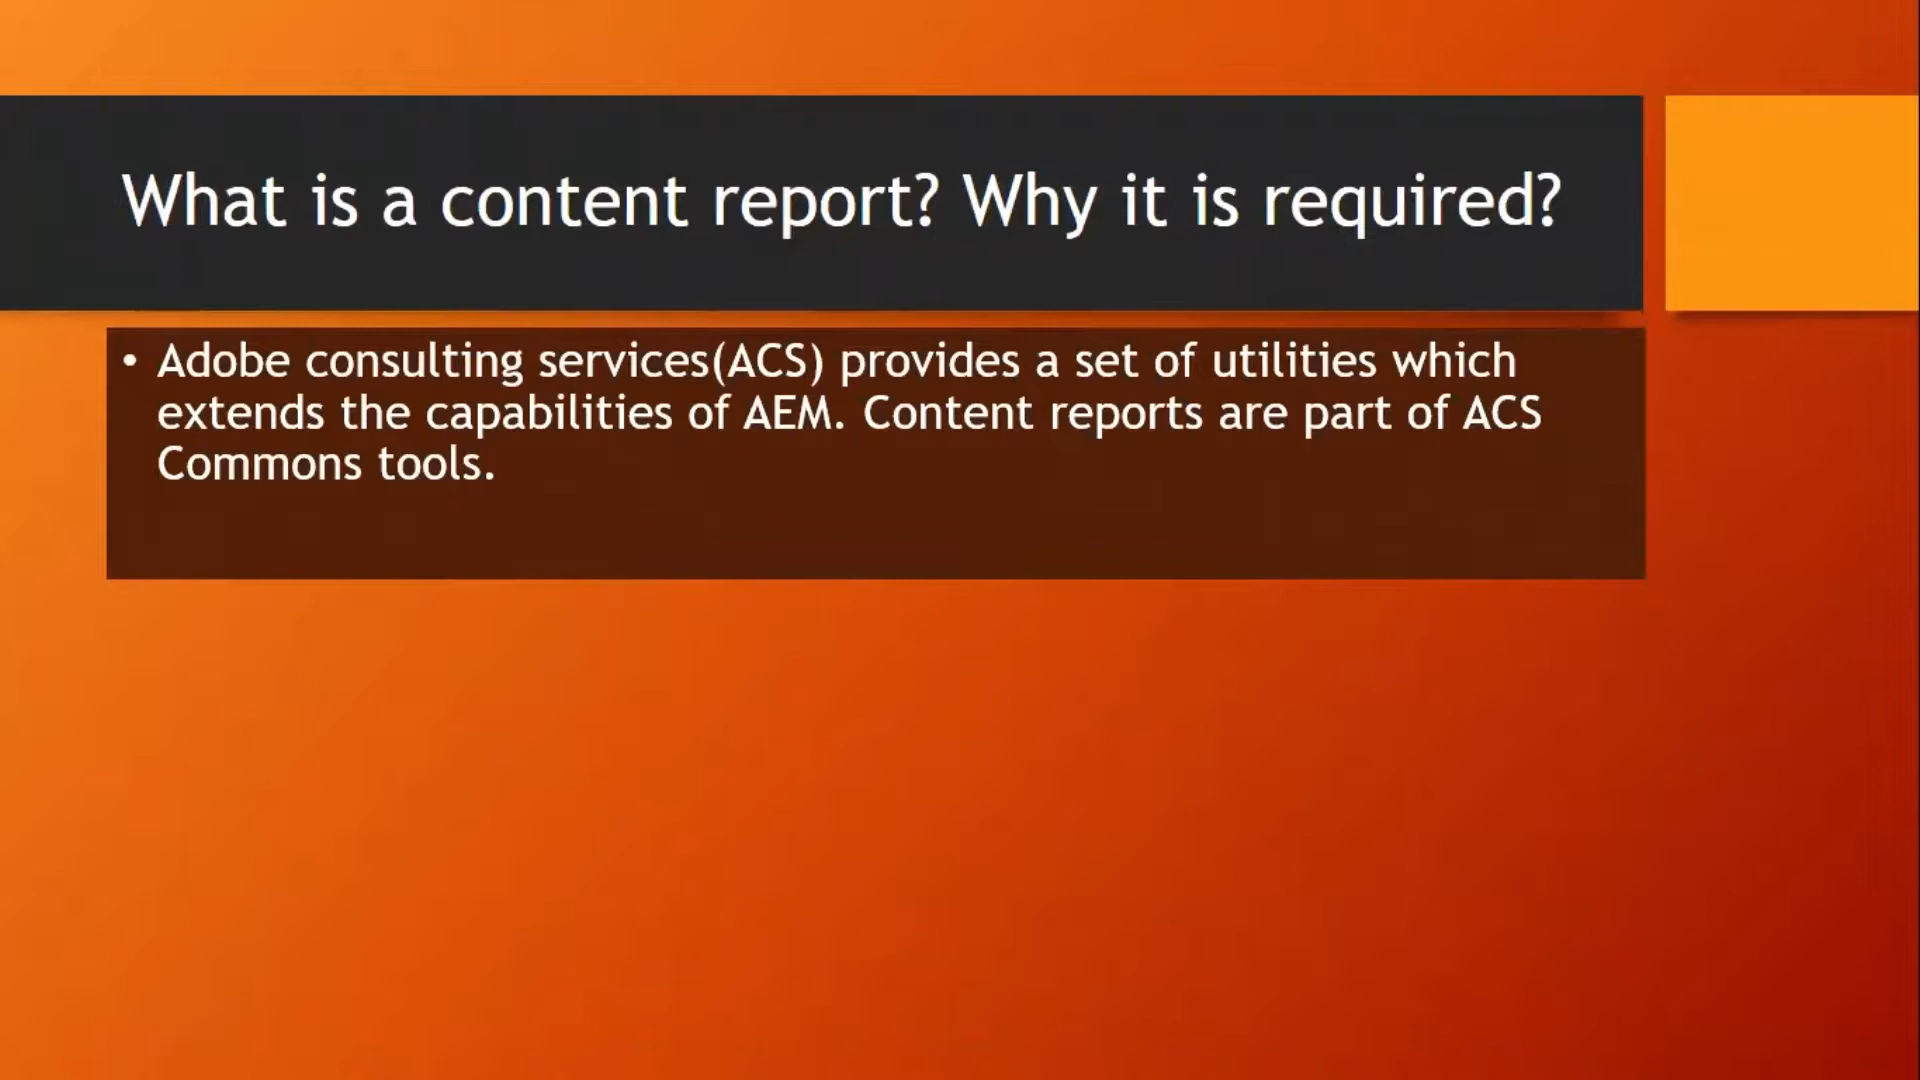 What is a content report? Why it is required?
• Adobe consulting services(ACS) provides a set of utilities which
extends the capabilities of AEM. Content reports are part of ACS
Commons tools.